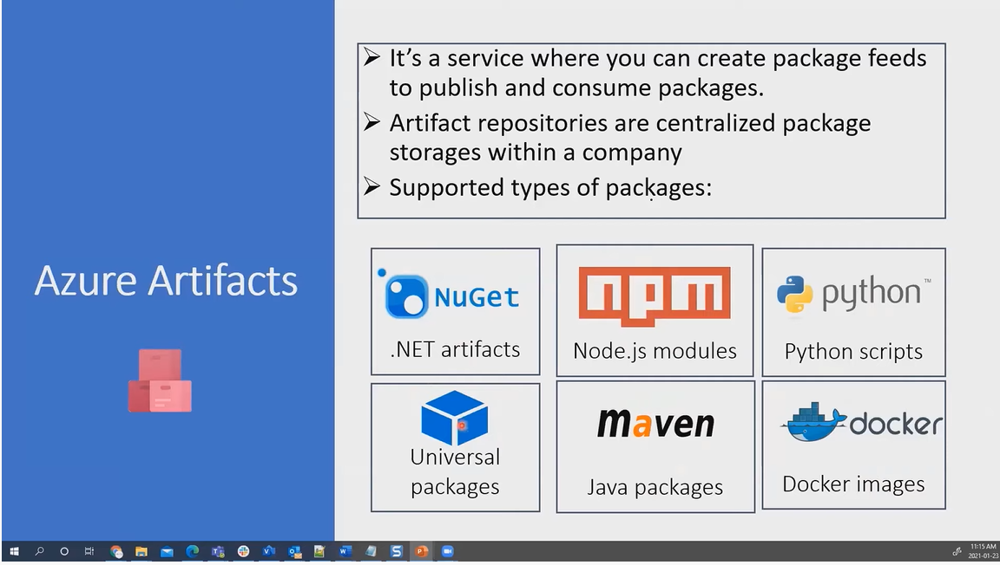 It's a service where you can create package feeds
to publish and consume packages.
Artifact repositories are centralized package
storages within a company
Supported types of packages:
Azure Artifacts
NuGet
.NET artifacts
npm
Node.js modules
python™
Python scripts
Universal
packages
maven
Java packages
docker
Docker images
11:15 AM
2021-01-23